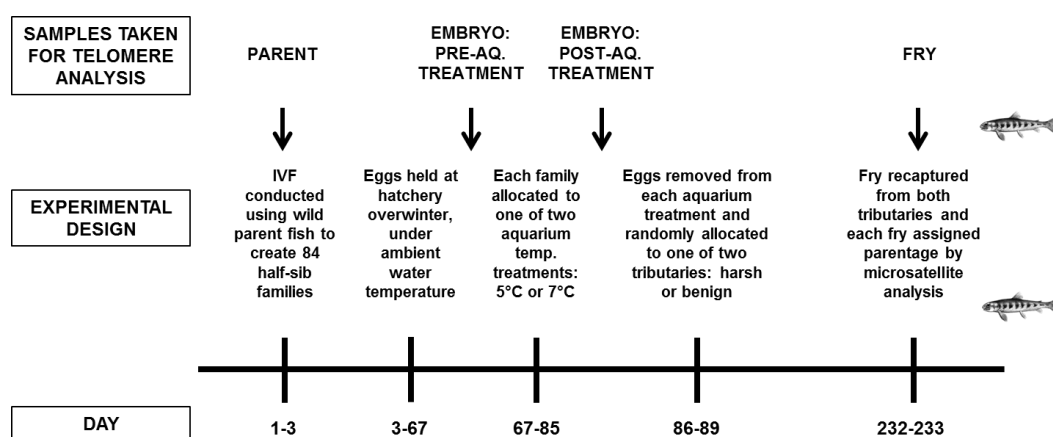 SAMPLES TAKEN
FOR TELOMERE
ANALYSIS
PARENT
EMBRYO:
PRE-AQ.
TREATMENT
EMBRYO:
POST-AQ.
TREATMENT
FRY
EXPERIMENTAL
DESIGN
IVF
conducted
using wild
parent fish to
create 84
half-sib
families
Eggs held at
hatchery
overwinter,
under
ambient
water
temperature
Each family
allocated to
one of two
aquarium
temp.
treatments:
5°C or 7°C
Eggs removed from
each aquarium
treatment and
randomly allocated
to one of two
tributaries: harsh
or benign
Fry recaptured
from both
tributaries and
each fry assigned
parentage by
microsatellite
analysis
DAY
1-3
3-67
67-85
86-89
232-233